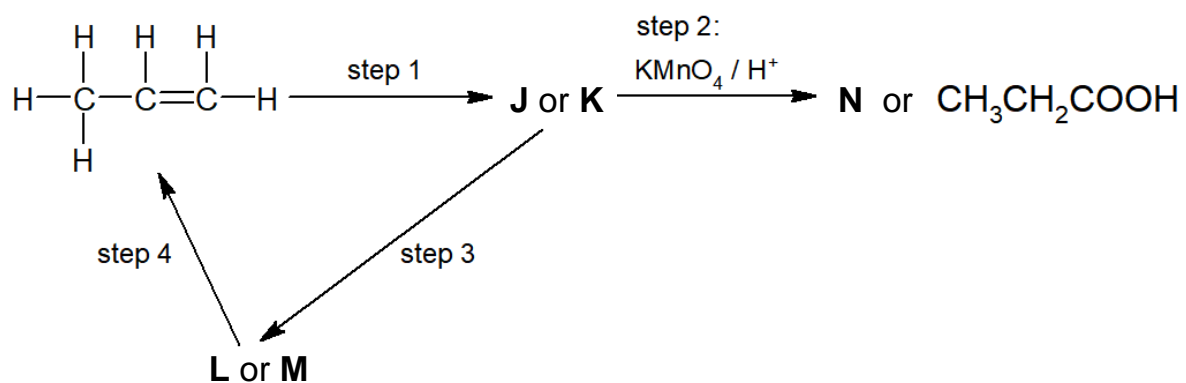 H H H
H C C C H
H
step 1
J or K
step 2:
KMnO₄ / H⁺
N or CH₃CH₂COOH
step 4
step 3
L or M